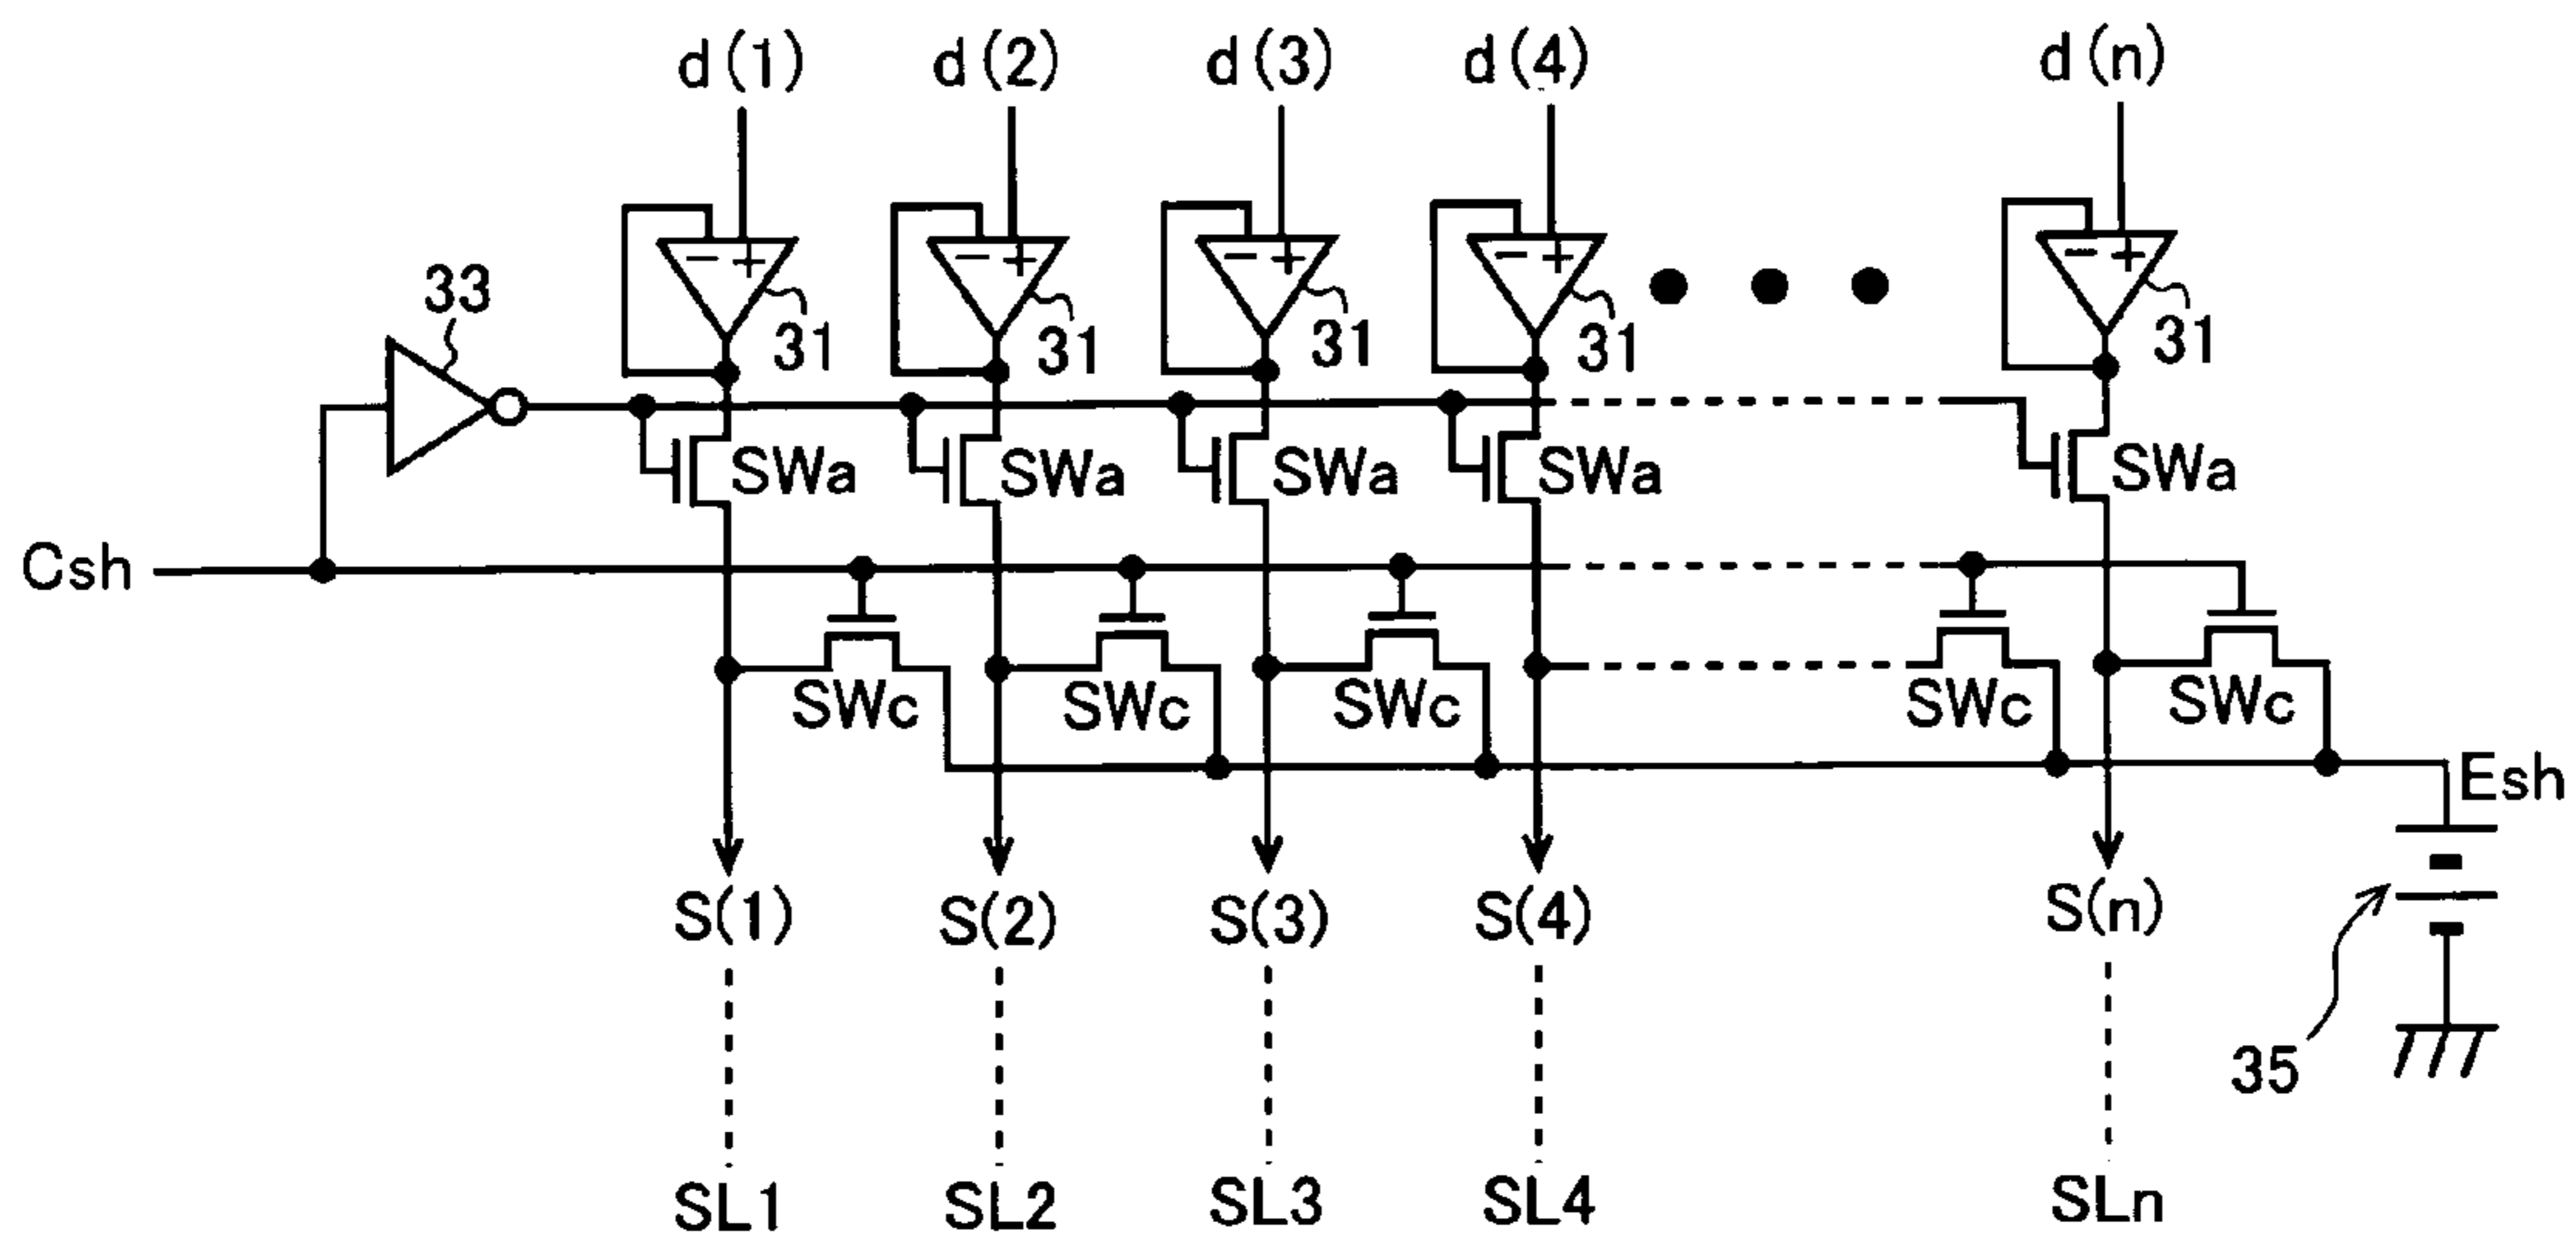 d(1) d(2) d(3) d(4) d(n)
33
31 31 31 31 31
− + − + − + − + − +
SWa SWa SWa SWa SWa
Csh
SWc SWc SWc SWc SWc
Esh
S(1) S(2) S(3) S(4) S(n)
35
SL1 SL2 SL3 SL4 SLn